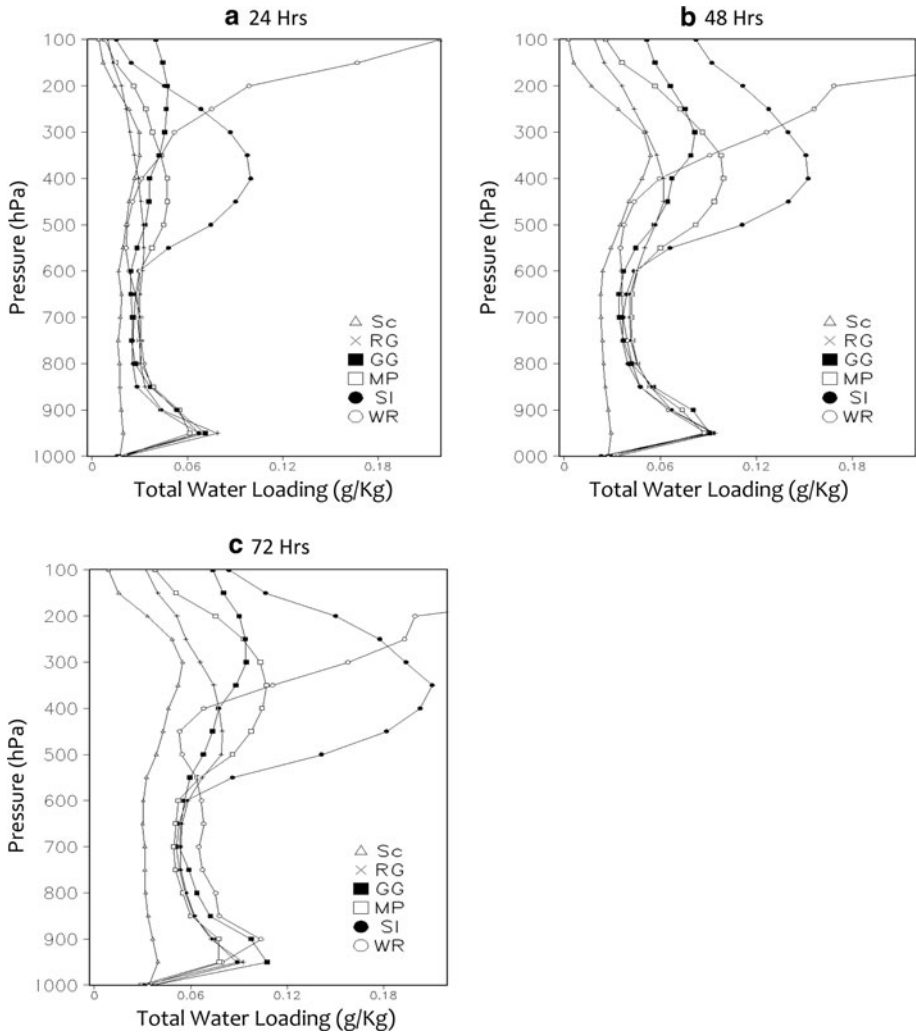 a 24 Hrs
100
200
300
400
500
600
700
800
900
1000
Pressure (hPa)
Sc
RG
GG
MP
SI
WR
0
0.06
0.12
0.18
Total Water Loading (g/Kg)
b 48 Hrs
100
200
300
400
500
600
700
800
900
1000
Pressure (hPa)
Sc
RG
GG
MP
SI
WR
0
0.06
0.12
0.18
Total Water Loading (g/Kg)
c 72 Hrs
100
200
300
400
500
600
700
800
900
1000
Pressure (hPa)
Sc
RG
GG
MP
SI
WR
0
0.06
0.12
0.18
Total Water Loading (g/Kg)